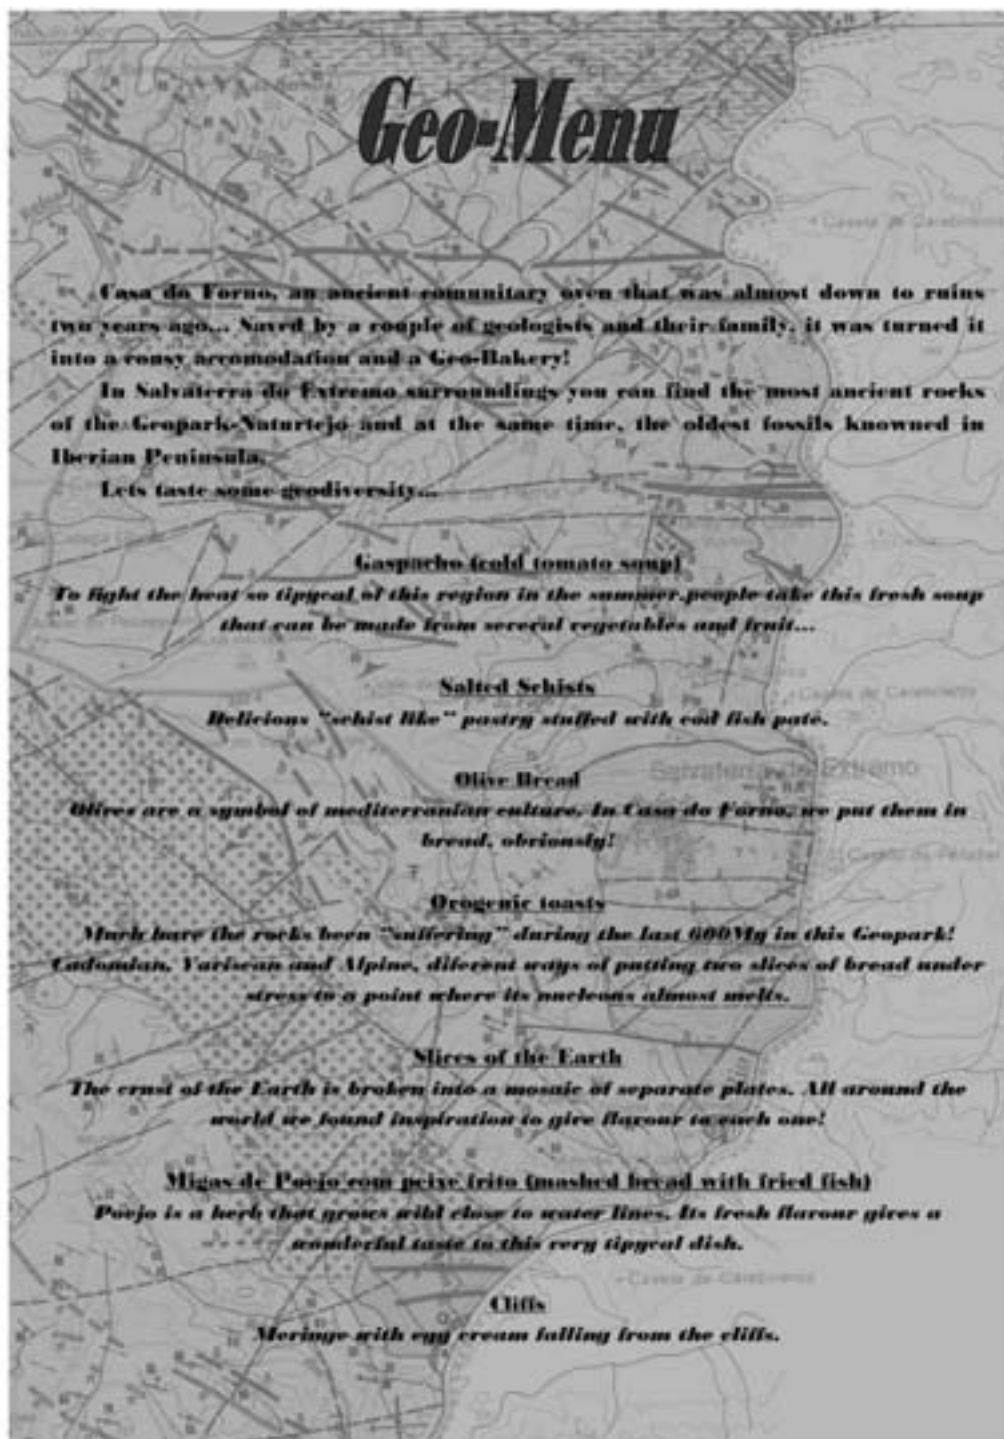 Geo-Menu
Casa do Forno, an ancient comunitary oven that was almost down to ruins
two years ago... Saved by a couple of geologists and their family, it was turned it
into a cousy accomodation and a Geo-Bakery!
In Salvaterra do Extremo surroundings you can find the most ancient rocks
of the Geopark Naturtejo and at the same time, the oldest fossils knowned in
Iberian Peninsula.
Lets taste some geodiversity...
Gaspacho (cold tomato soup)
To fight the heat so tipycal of this region in the summer,people take this fresh soup
that can be made from several vegetables and fruit...
Salted Schists
Delicious "schist like" pastry stuffed with cod fish paté.
Olive Bread
Olives are a symbol of mediterranian culture. In Casa do Forno, we put them in
bread, obviously!
Salvaterra do Extremo
Orogenic toasts
Much have the rocks been "suffering" during the last 600My in this Geopark!
Cadomian, Variscan and Alpine, diferent ways of putting two slices of bread under
stress to a point where its nucleous almost melts.
Slices of the Earth
The crust of the Earth is broken into a mosaic of separate plates. All around the
world we found inspiration to give flavour to each one!
Migas de Poejo com peixe frito (mashed bread with fried fish)
Poejo is a herb that grows wild close to water lines. Its fresh flavour gives a
wonderful taste to this very tipycal dish.
Cliffs
Meringe with egg cream falling from the cliffs.